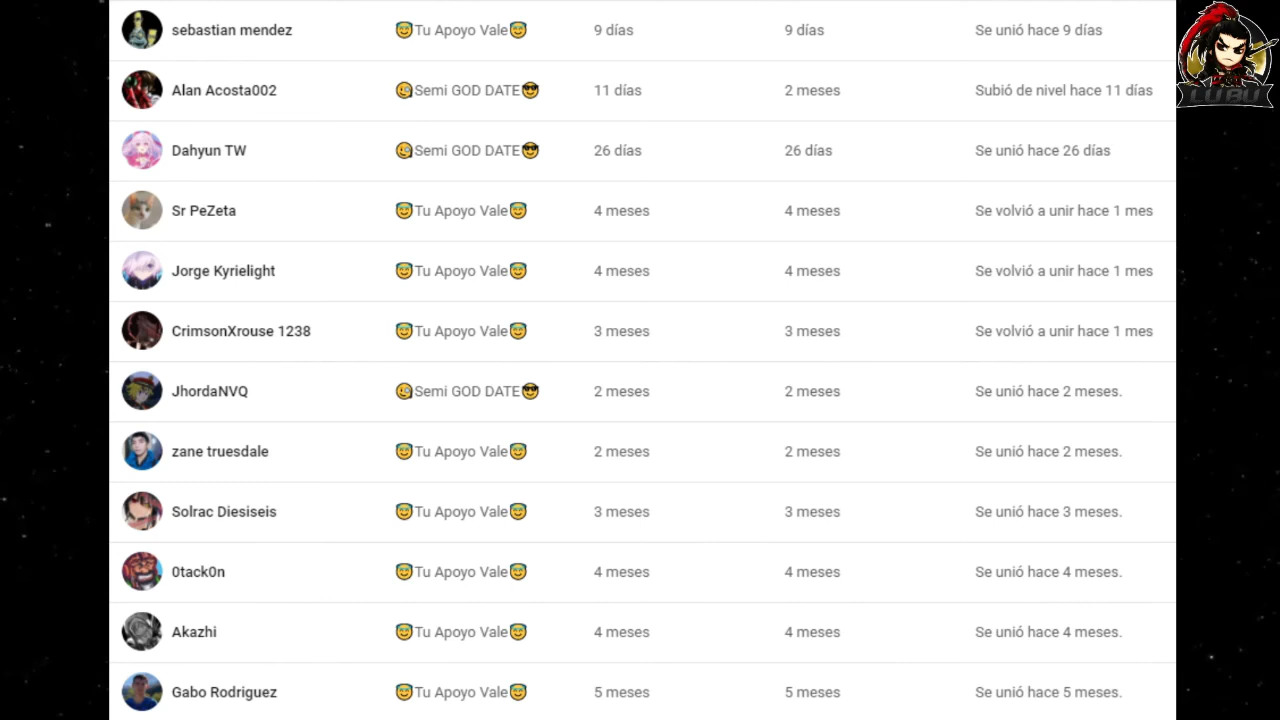 sebastian mendez 😇Tu Apoyo Vale😇 9 días 9 días Se unió hace 9 días
Alan Acosta002 🧐Semi GOD DATE😎 11 días 2 meses Subió de nivel hace 11 días
Dahyun TW 🧐Semi GOD DATE😎 26 días 26 días Se unió hace 26 días
Sr PeZeta 😇Tu Apoyo Vale😇 4 meses 4 meses Se volvió a unir hace 1 mes
Jorge Kyrielight 😇Tu Apoyo Vale😇 4 meses 4 meses Se volvió a unir hace 1 mes
CrimsonXrouse 1238 😇Tu Apoyo Vale😇 3 meses 3 meses Se volvió a unir hace 1 mes
JhordaNVQ 🧐Semi GOD DATE😎 2 meses 2 meses Se unió hace 2 meses.
zane truesdale 😇Tu Apoyo Vale😇 2 meses 2 meses Se unió hace 2 meses.
Solrac Diesiseis 😇Tu Apoyo Vale😇 3 meses 3 meses Se unió hace 3 meses.
0tack0n 😇Tu Apoyo Vale😇 4 meses 4 meses Se unió hace 4 meses.
Akazhi 😇Tu Apoyo Vale😇 4 meses 4 meses Se unió hace 4 meses.
Gabo Rodriguez 😇Tu Apoyo Vale😇 5 meses 5 meses Se unió hace 5 meses.
LU BU